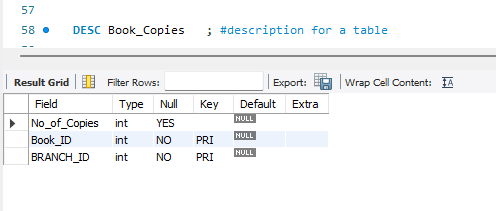 57
58 DESC Book_Copies ; #description for a table
Result Grid Filter Rows: Export: Wrap Cell Content:
Field Type Null Key Default Extra
No_of_Copies int YES NULL
Book_ID int NO PRI NULL
BRANCH_ID int NO PRI NULL